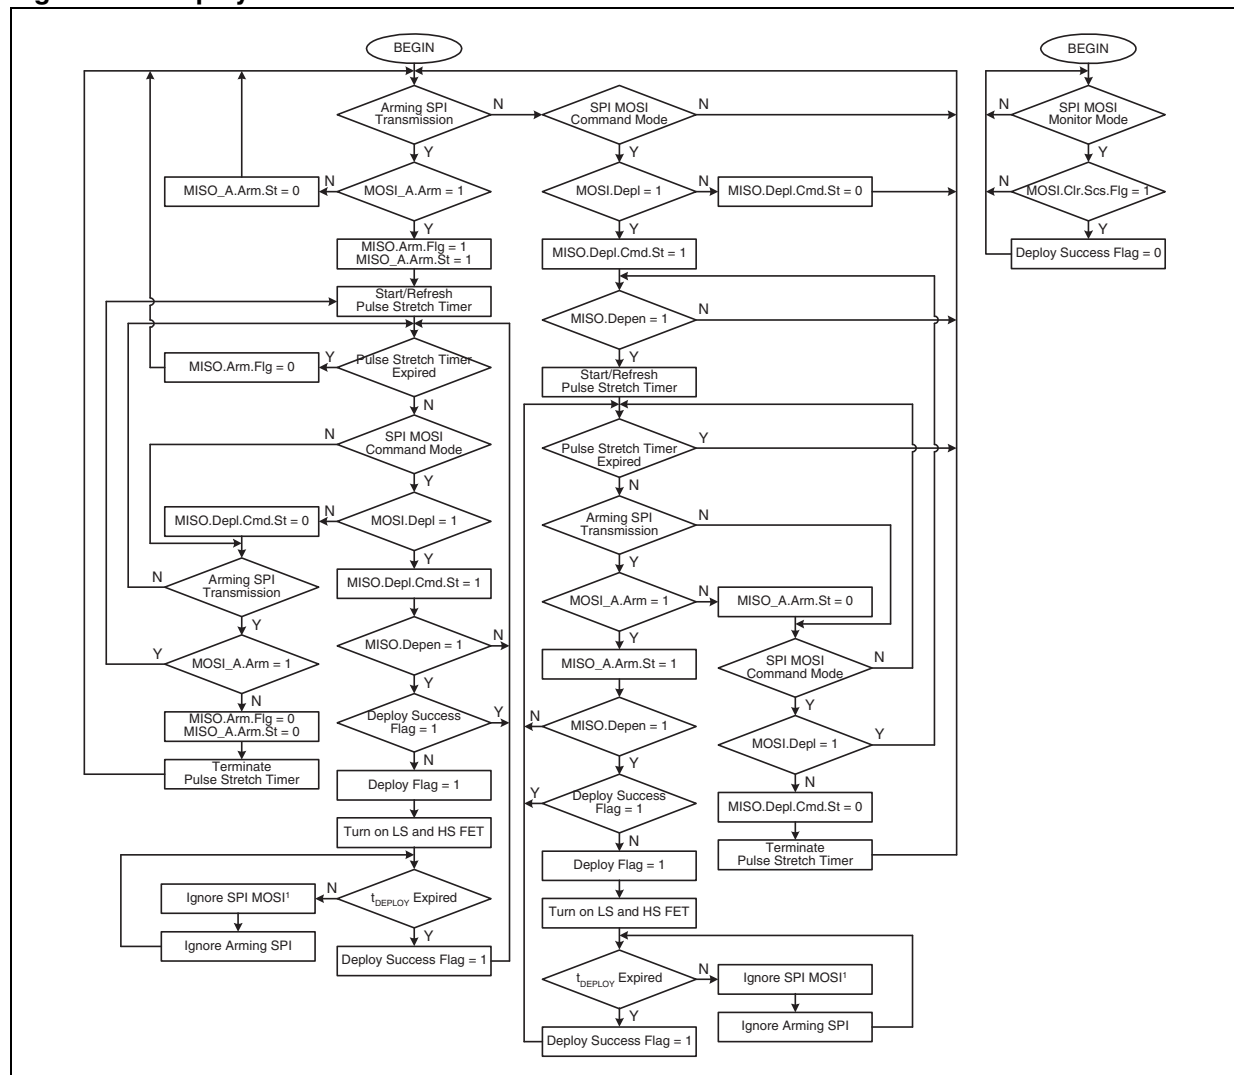 BEGIN
Arming SPI
Transmission
N
Y
MOSI_A.Arm = 1
N
MISO_A.Arm.St = 0
Y
MISO.Arm.Flg = 1
MISO_A.Arm.St = 1
Start/Refresh
Pulse Stretch Timer
Pulse Stretch Timer
Expired
Y
MISO.Arm.Flg = 0
N
SPI MOSI
Command Mode
N
Y
MOSI.Depl = 1
N
MISO.Depl.Cmd.St = 0
Y
Arming SPI
Transmission
N
Y
MISO.Depl.Cmd.St = 1
MOSI_A.Arm = 1
Y
N
MISO.Arm.Flg = 0
MISO_A.Arm.St = 0
Terminate
Pulse Stretch Timer
MISO.Depen = 1
N
Y
Deploy Success
Flag = 1
Y
N
Deploy Flag = 1
Turn on LS and HS FET
tDEPLOY Expired
N
Ignore SPI MOSI1
Ignore Arming SPI
Y
Deploy Success Flag = 1
SPI MOSI
Command Mode
N
Y
MOSI.Depl = 1
N
MISO.Depl.Cmd.St = 0
Y
MISO.Depl.Cmd.St = 1
MISO.Depen = 1
N
Y
Start/Refresh
Pulse Stretch Timer
Pulse Stretch Timer
Expired
Y
N
Arming SPI
Transmission
N
Y
MOSI_A.Arm = 1
N
MISO_A.Arm.St = 0
Y
MISO_A.Arm.St = 1
SPI MOSI
Command Mode
N
Y
MOSI.Depl = 1
Y
N
MISO.Depl.Cmd.St = 0
Terminate
Pulse Stretch Timer
MISO.Depen = 1
N
Y
Deploy Success
Flag = 1
Y
N
Deploy Flag = 1
Turn on LS and HS FET
tDEPLOY Expired
N
Ignore SPI MOSI1
Ignore Arming SPI
Y
Deploy Success Flag = 1
BEGIN
SPI MOSI
Monitor Mode
N
Y
MOSI.Clr.Scs.Flg = 1
N
Y
Deploy Success Flag = 0